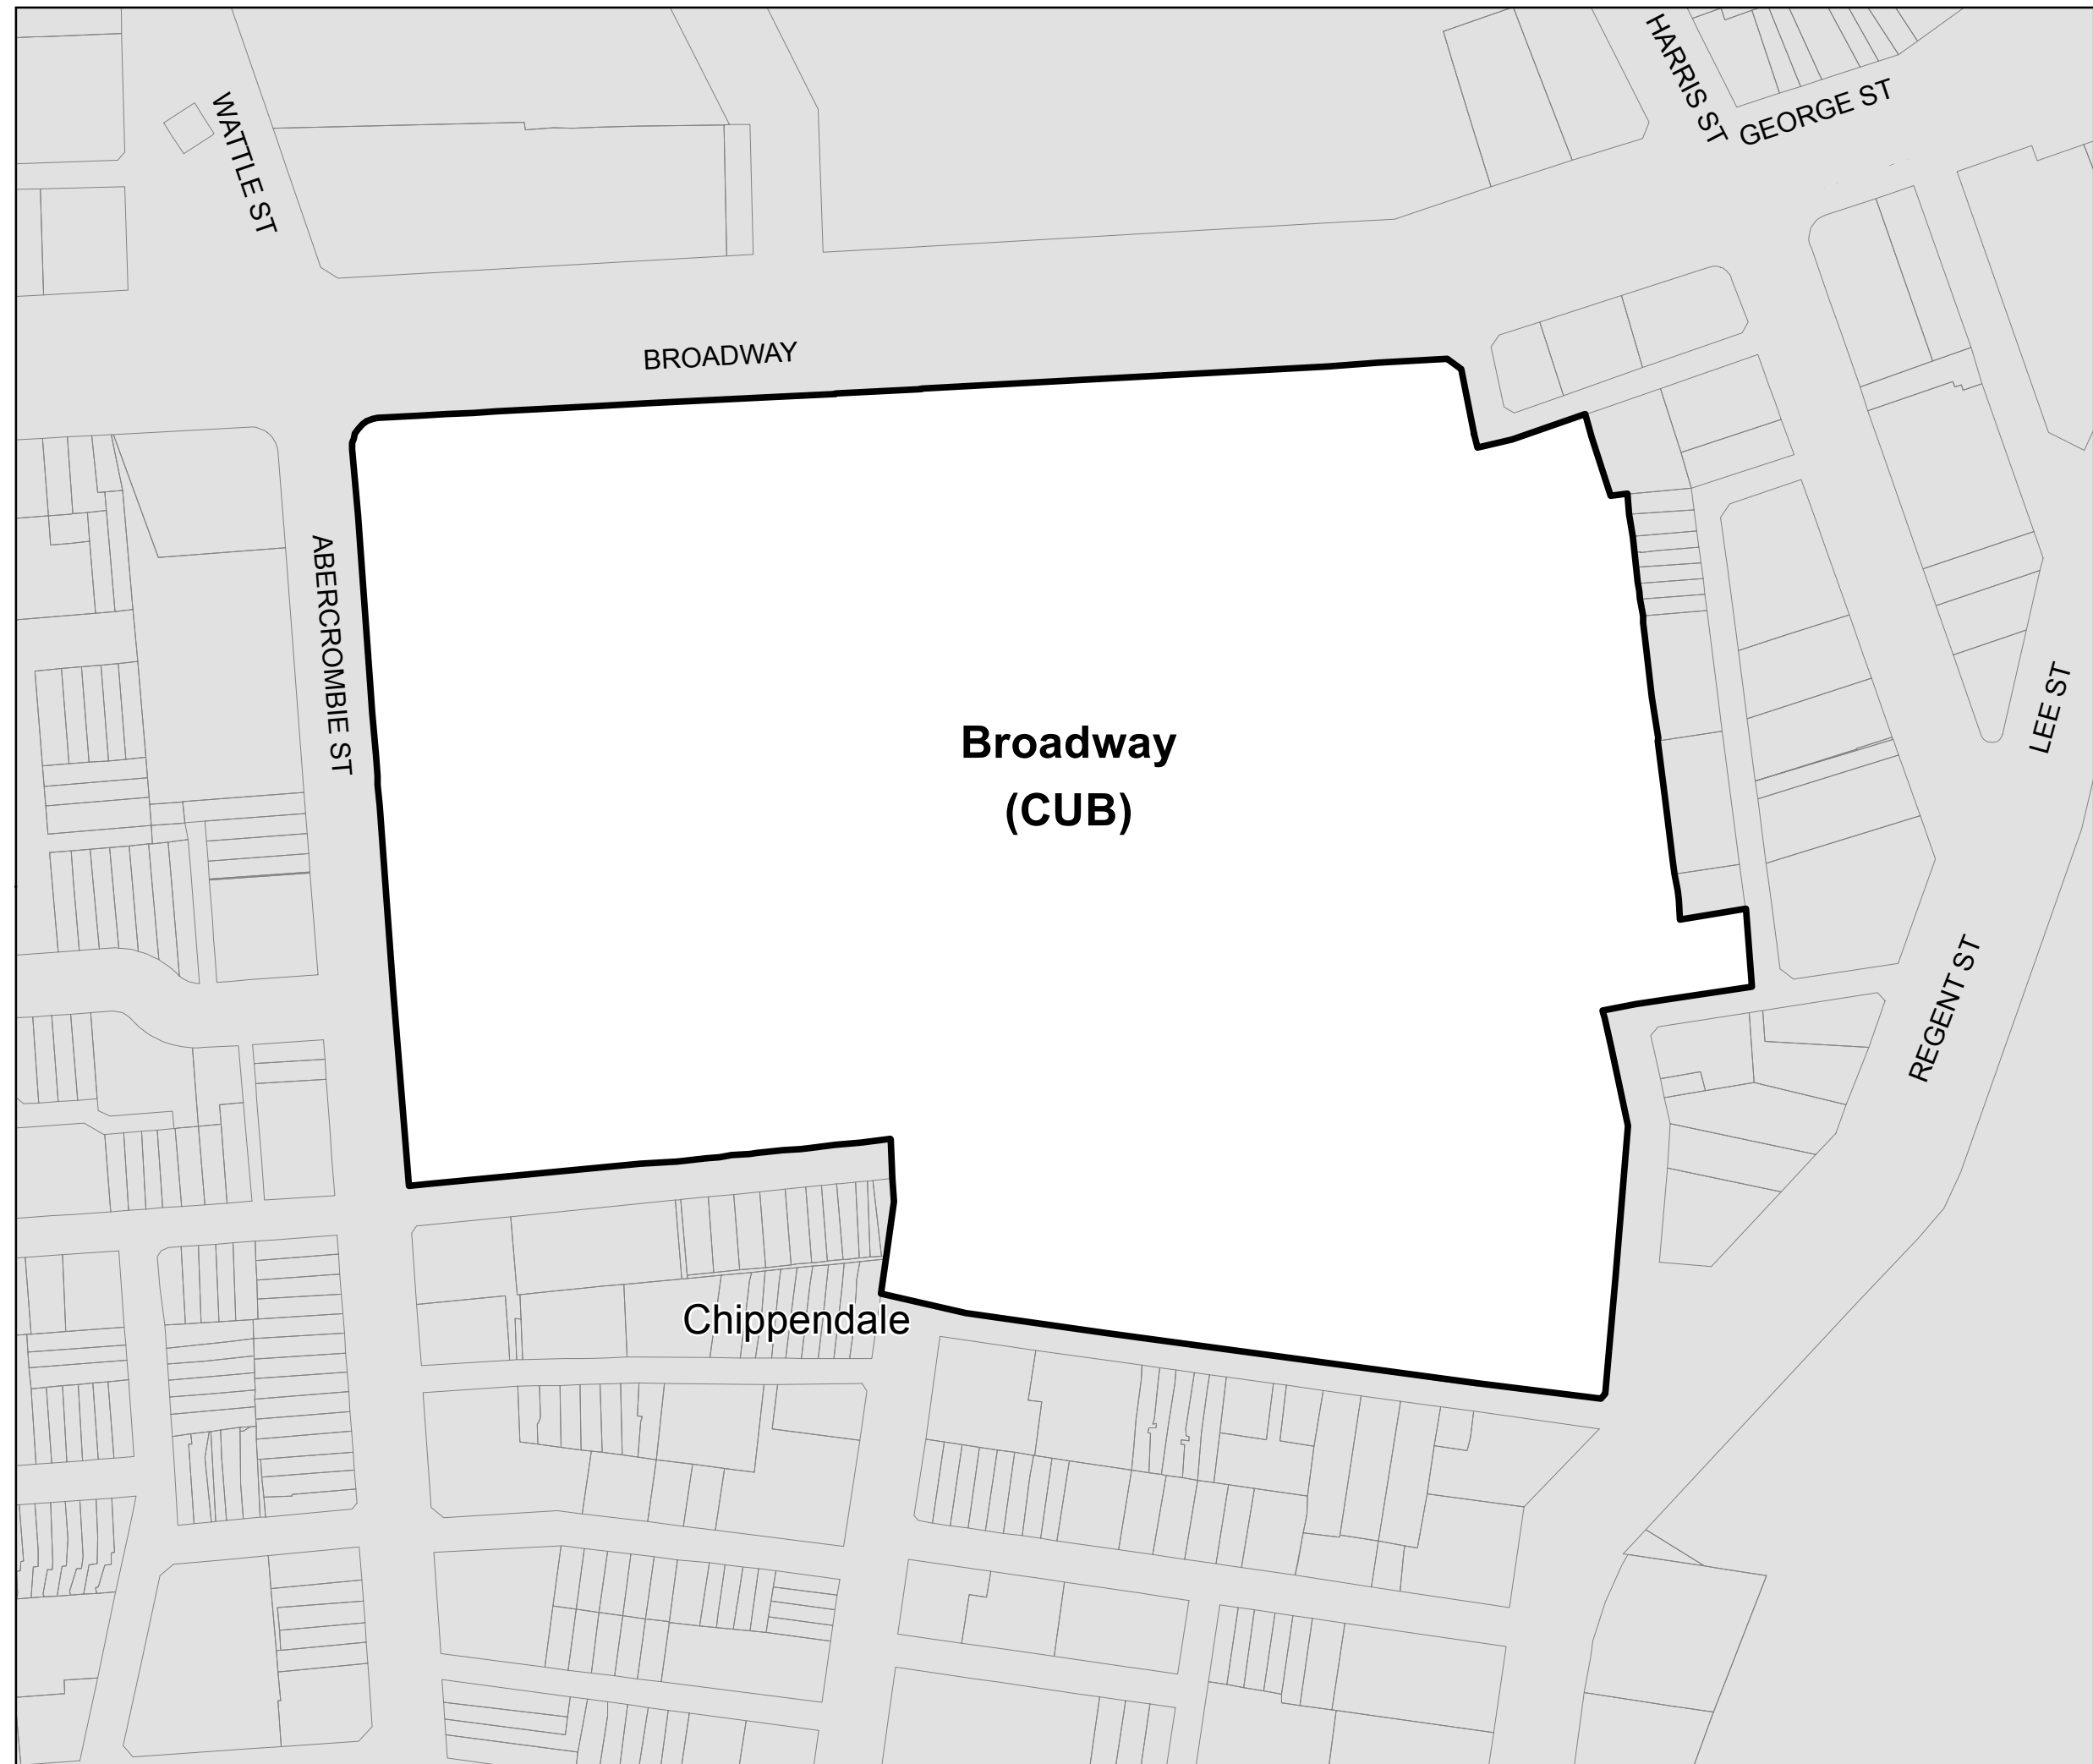 HARRIS ST
GEORGE ST
WATTLE ST
BROADWAY
ABERCROMBIE ST
Broadway
(CUB)
LEE ST
REGENT ST
Chippendale